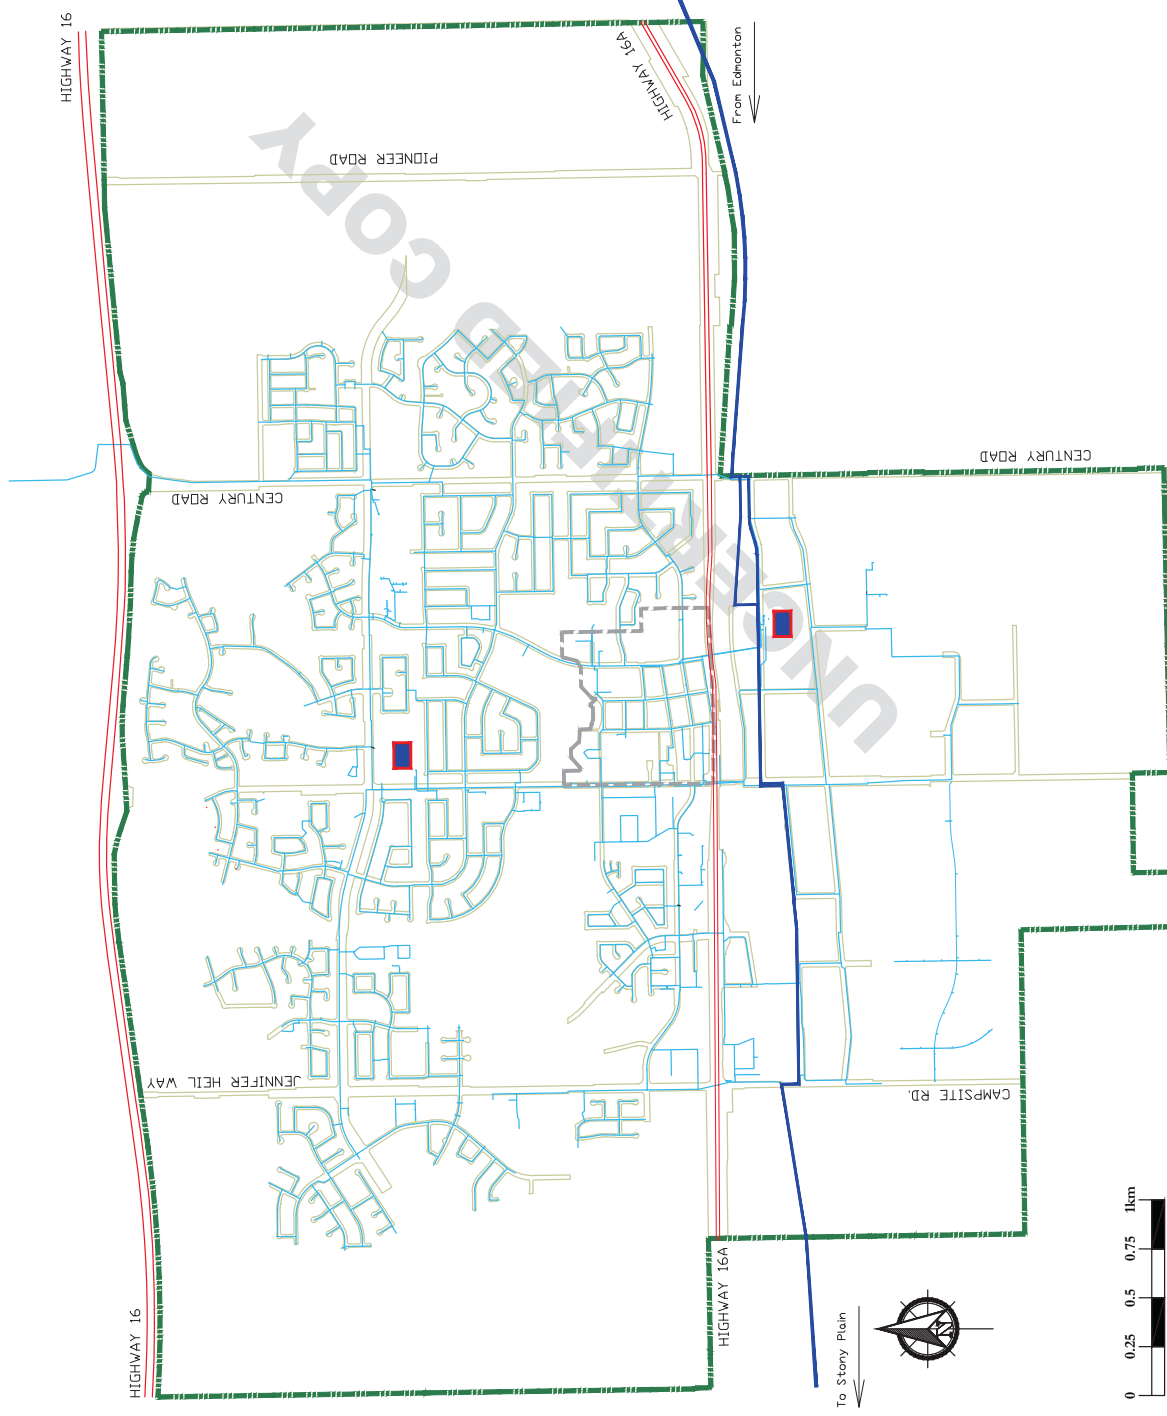 HIGHWAY 16
HIGHWAY 16A
From Edmonton
PIONEER ROAD
CENTURY ROAD
CENTURY ROAD
UNCERTIFIED COPY
JENNIFER HEIL WAY
CAMPSITE RD.
HIGHWAY 16
HIGHWAY 16A
To Stony Plain
N
0 0.25 0.5 0.75 1km